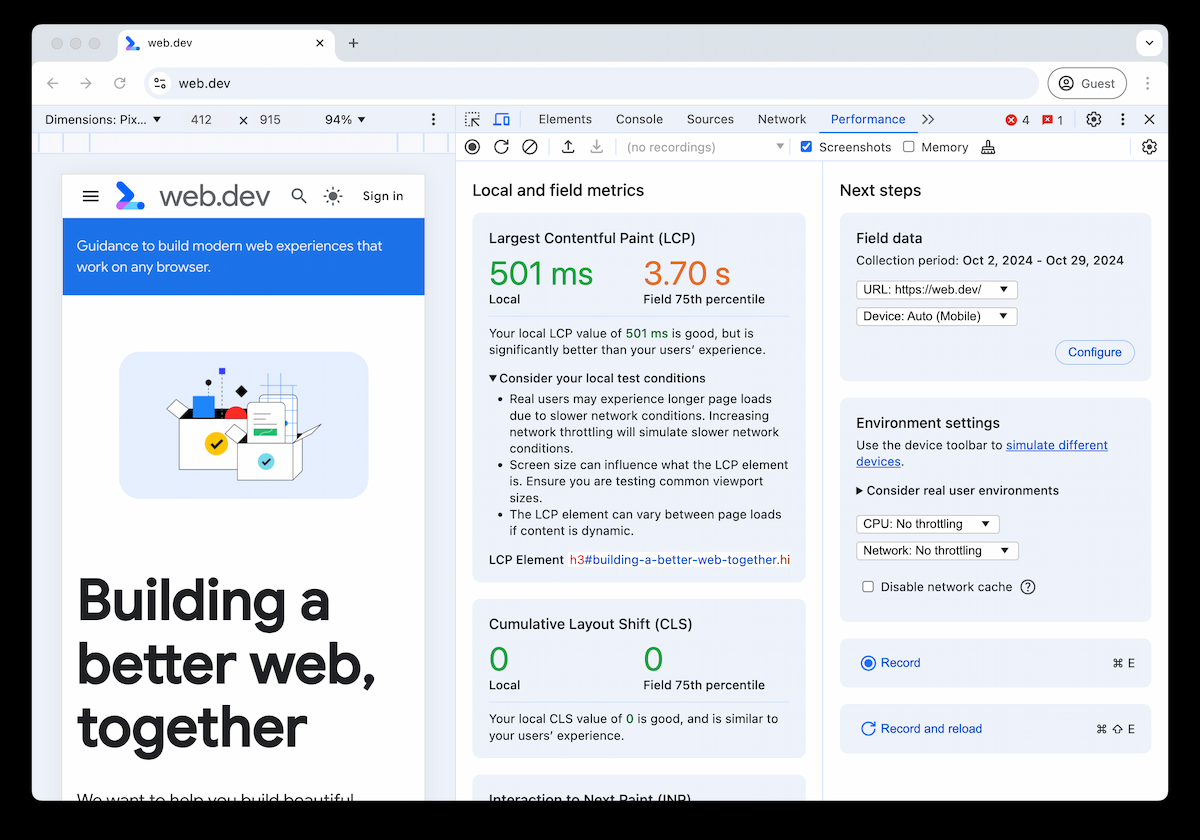 web.dev
web.dev
Guest
Dimensions: Pix... ▼ 412 x 915 94% ▼
Elements Console Sources Network Performance 4 1
(no recordings) Screenshots Memory
web.dev Sign in
Guidance to build modern web experiences that
work on any browser.
Building a
better web,
together
We want to help you build beautiful,
Local and field metrics
Largest Contentful Paint (LCP)
501 ms 3.70 s
Local Field 75th percentile
Your local LCP value of 501 ms is good, but is
significantly better than your users’ experience.
▼Consider your local test conditions
• Real users may experience longer page loads
due to slower network conditions. Increasing
network throttling will simulate slower network
conditions.
• Screen size can influence what the LCP element
is. Ensure you are testing common viewport
sizes.
• The LCP element can vary between page loads
if content is dynamic.
LCP Element h3#building-a-better-web-together.hi
Cumulative Layout Shift (CLS)
0 0
Local Field 75th percentile
Your local CLS value of 0 is good, and is similar to
your users’ experience.
Interaction to Next Paint (INP)
Next steps
Field data
Collection period: Oct 2, 2024 - Oct 29, 2024
URL: https://web.dev/ ▼
Device: Auto (Mobile) ▼
Configure
Environment settings
Use the device toolbar to simulate different
devices.
▶ Consider real user environments
CPU: No throttling ▼
Network: No throttling ▼
Disable network cache ?
Record ⌘ E
Record and reload ⌘ ⇧ E